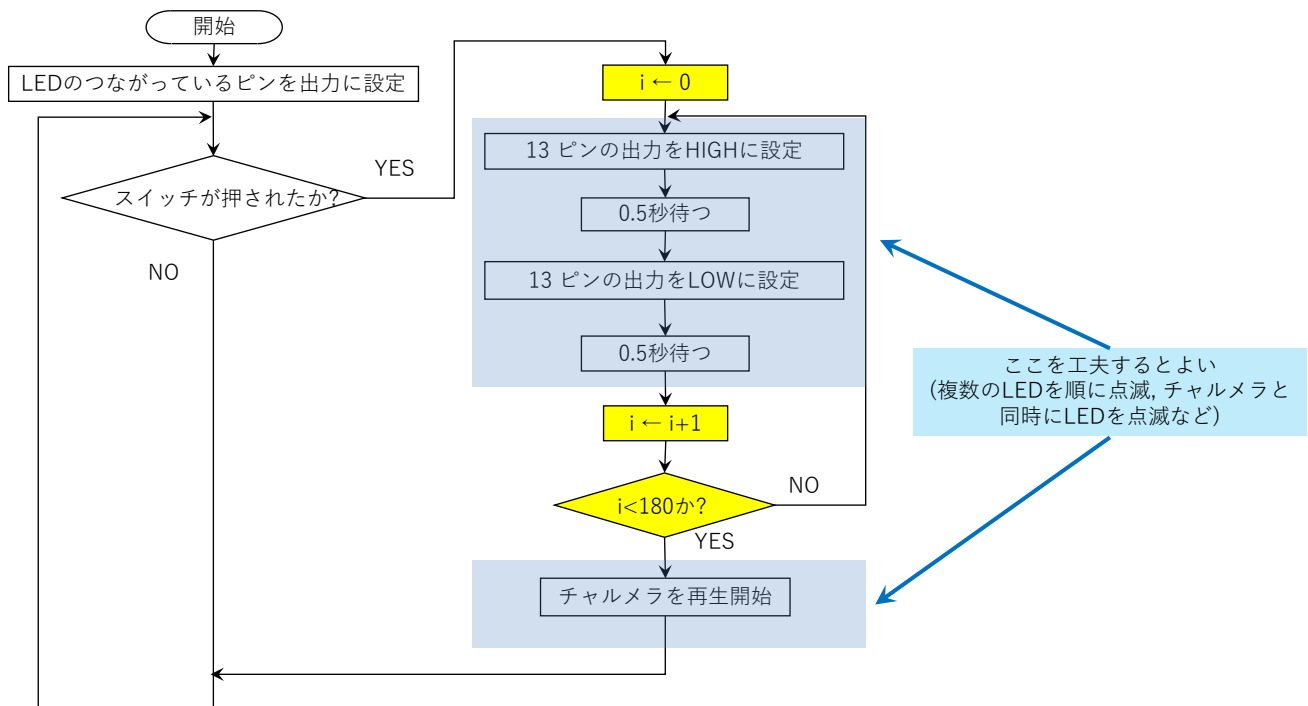 開始
LEDのつながっているピンを出力に設定
スイッチが押されたか?
YES
NO
i ← 0
13 ピンの出力をHIGHに設定
0.5秒待つ
13 ピンの出力をLOWに設定
0.5秒待つ
i ← i+1
i<180か?
NO
YES
チャルメラを再生開始
ここを工夫するとよい
(複数のLEDを順に点滅, チャルメラと
同時にLEDを点滅など)